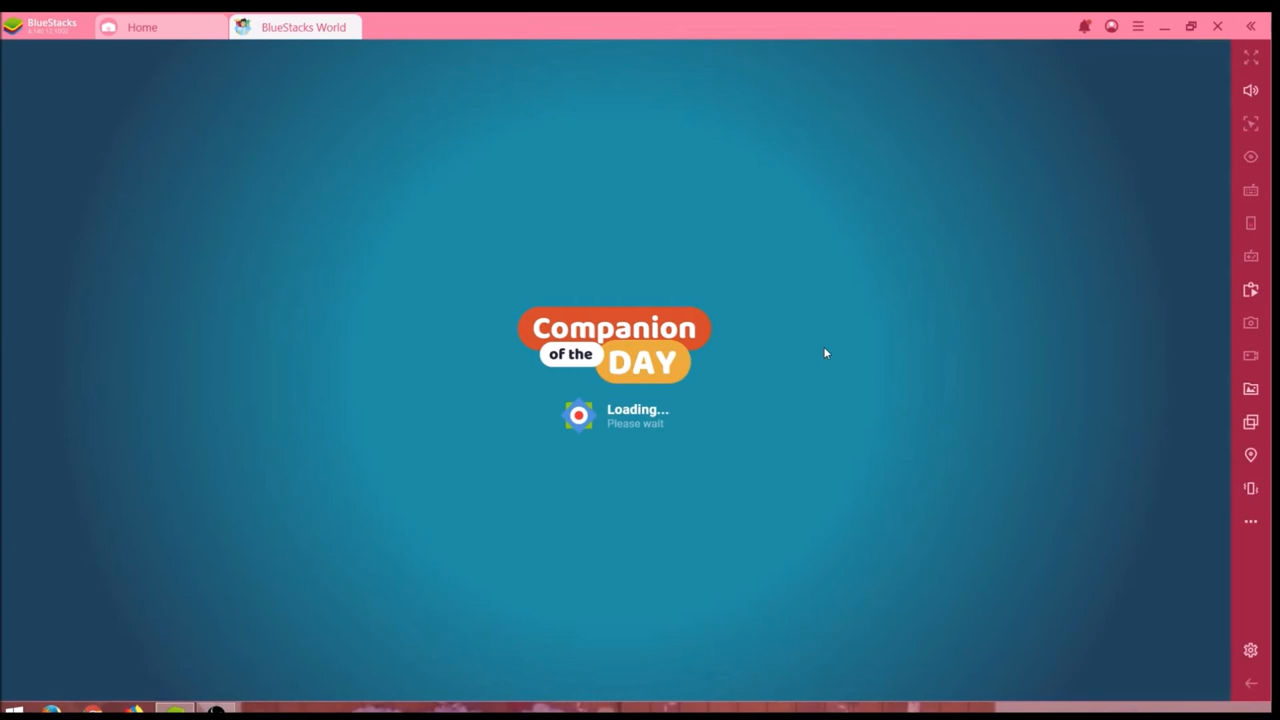 BlueStacks
Home
BlueStacks World
Companion
of the DAY
Loading...
Please wait